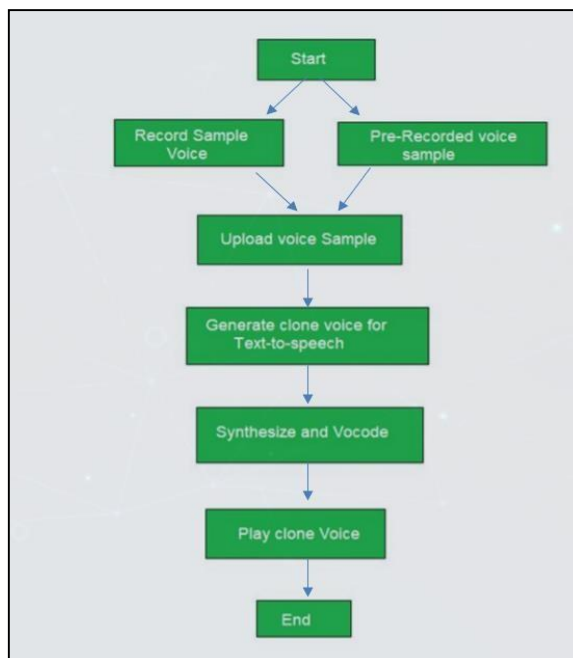 Start
Record Sample
Voice
Pre-Recorded voice
sample
Upload voice Sample
Generate clone voice for
Text-to-speech
Synthesize and Vocode
Play clone Voice
End